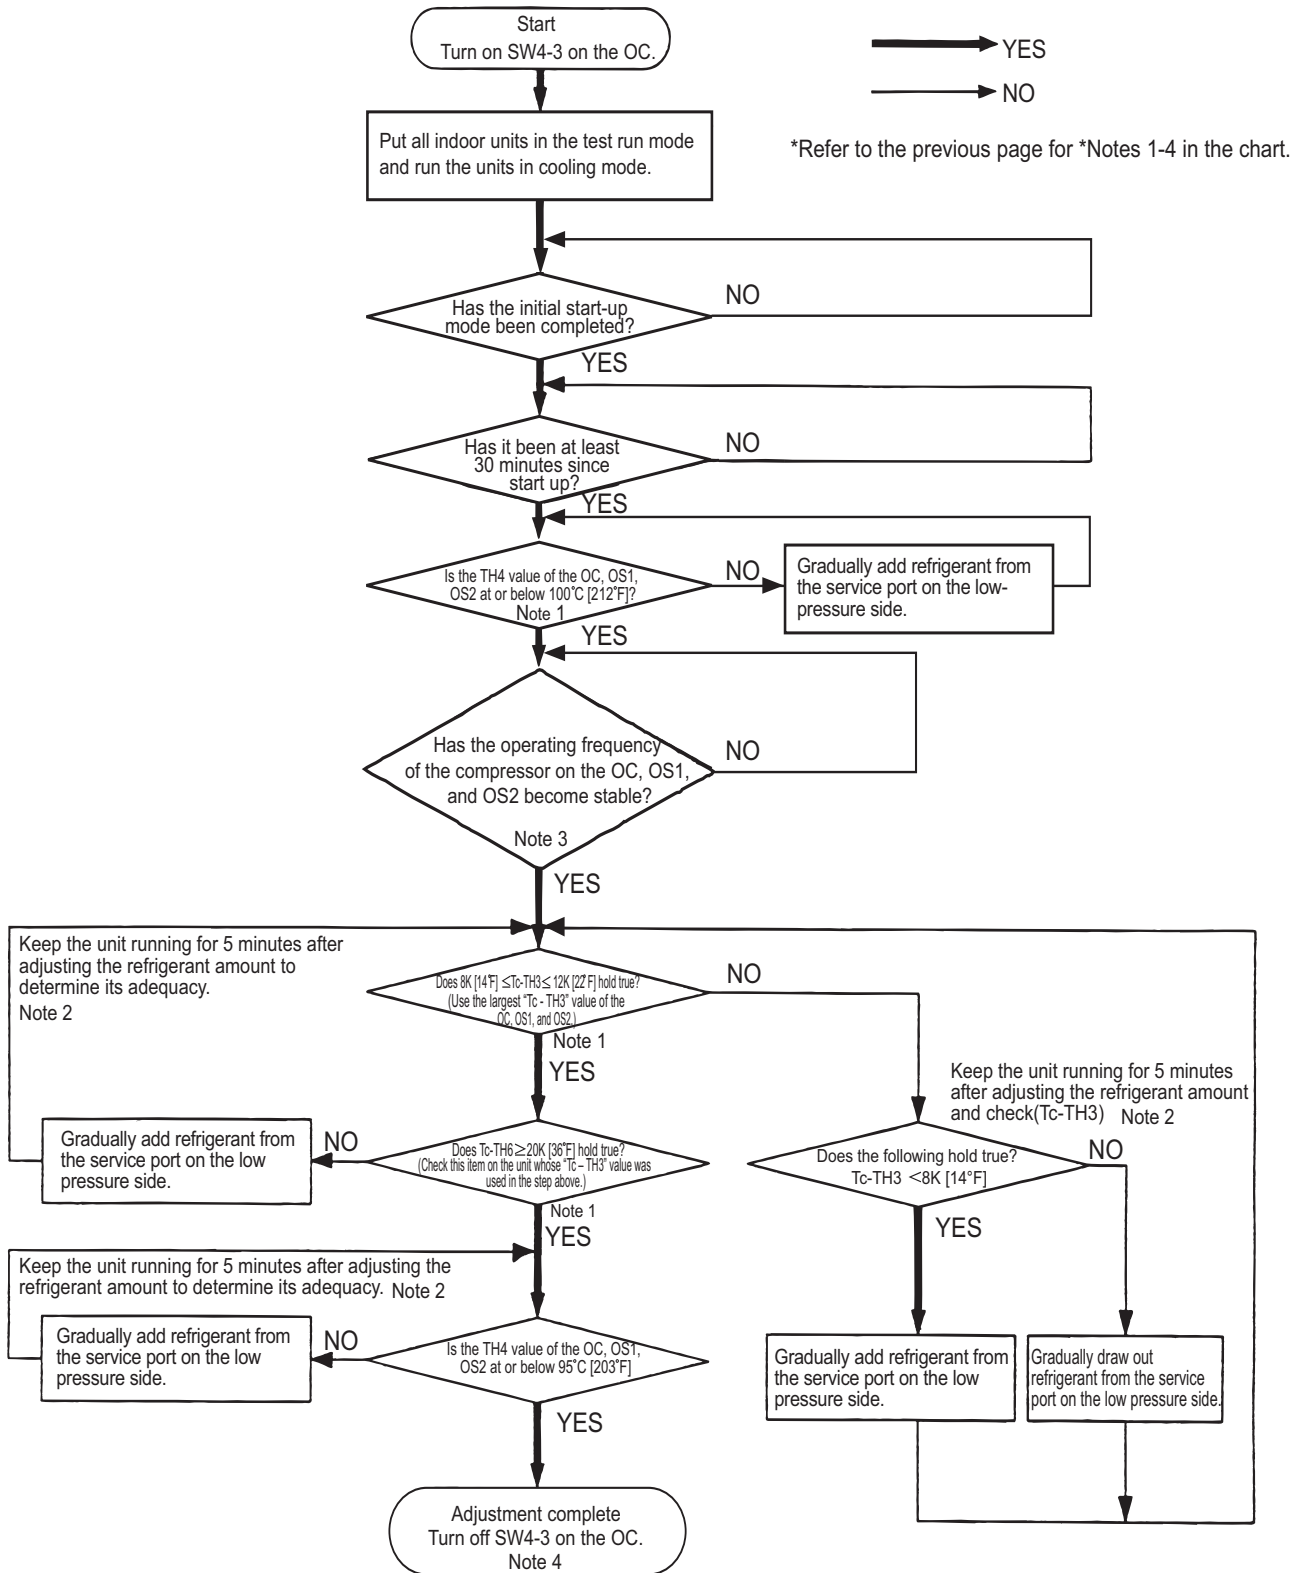 Start
Turn on SW4-3 on the OC.
YES
NO
*Refer to the previous page for *Notes 1-4 in the chart.
Put all indoor units in the test run mode
and run the units in cooling mode.
Has the initial start-up
mode been completed?
NO
YES
Has it been at least
30 minutes since
start up?
NO
YES
Is the TH4 value of the OC, OS1,
OS2 at or below 100°C [212°F]?
Note 1
NO
Gradually add refrigerant from
the service port on the low-
pressure side.
YES
Has the operating frequency
of the compressor on the OC, OS1,
and OS2 become stable?
Note 3
NO
YES
Keep the unit running for 5 minutes after
adjusting the refrigerant amount to
determine its adequacy.
Note 2
Does 8K [14°F] ≤Tc-TH3≤ 12K [22°F] hold true?
(Use the largest “Tc - TH3” value of the
OC, OS1, and OS2.)
Note 1
NO
YES
Keep the unit running for 5 minutes
after adjusting the refrigerant amount
and check(Tc-TH3) Note 2
Gradually add refrigerant from
the service port on the low
pressure side.
NO
Does Tc-TH6≥20K [36°F] hold true?
(Check this item on the unit whose “Tc – TH3” value was
used in the step above.)
Note 1
YES
Does the following hold true?
Tc-TH3 <8K [14°F]
NO
YES
Keep the unit running for 5 minutes after adjusting the
refrigerant amount to determine its adequacy. Note 2
Gradually add refrigerant from
the service port on the low
pressure side.
NO
Is the TH4 value of the OC, OS1,
OS2 at or below 95°C [203°F]
YES
Gradually add refrigerant from
the service port on the low
pressure side.
Gradually draw out
refrigerant from the service
port on the low pressure side.
Adjustment complete
Turn off SW4-3 on the OC.
Note 4